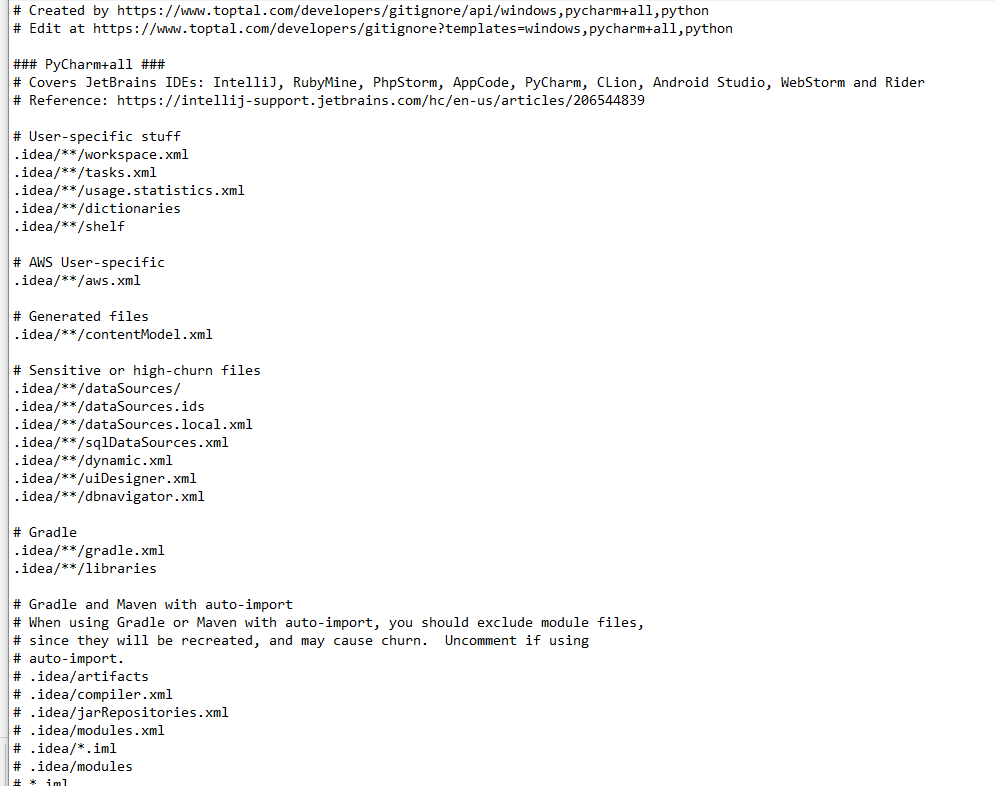 # Created by https://www.toptal.com/developers/gitignore/api/windows,pycharm+all,python
# Edit at https://www.toptal.com/developers/gitignore?templates=windows,pycharm+all,python
### PyCharm+all ###
# Covers JetBrains IDEs: IntelliJ, RubyMine, PhpStorm, AppCode, PyCharm, CLion, Android Studio, WebStorm and Rider
# Reference: https://intellij-support.jetbrains.com/hc/en-us/articles/206544839
# User-specific stuff
.idea/**/workspace.xml
.idea/**/tasks.xml
.idea/**/usage.statistics.xml
.idea/**/dictionaries
.idea/**/shelf
# AWS User-specific
.idea/**/aws.xml
# Generated files
.idea/**/contentModel.xml
# Sensitive or high-churn files
.idea/**/dataSources/
.idea/**/dataSources.ids
.idea/**/dataSources.local.xml
.idea/**/sqlDataSources.xml
.idea/**/dynamic.xml
.idea/**/uiDesigner.xml
.idea/**/dbnavigator.xml
# Gradle
.idea/**/gradle.xml
.idea/**/libraries
# Gradle and Maven with auto-import
# When using Gradle or Maven with auto-import, you should exclude module files,
# since they will be recreated, and may cause churn.  Uncomment if using
# auto-import.
# .idea/artifacts
# .idea/compiler.xml
# .idea/jarRepositories.xml
# .idea/modules.xml
# .idea/*.iml
# .idea/modules
# *.iml